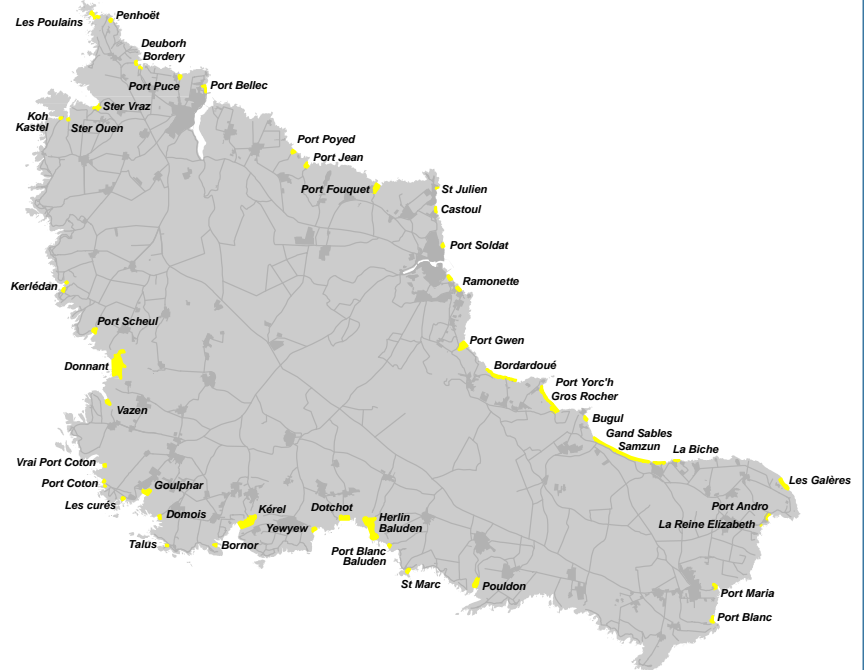 Penhoët
Les Poulains
Deuborh
Bordery
Port Puce
Port Bellec
Ster Vraz
Koh
Kastel
Ster Ouen
Port Poyed
Port Jean
Port Fouquet
St Julien
Castoul
Port Soldat
Ramonette
Kerlédan
Port Scheul
Port Gwen
Donnant
Bordardoué
Port Yorc'h
Gros Rocher
Vazen
Bugul
Gand Sables
Samzun
La Biche
Vrai Port Coton
Port Coton
Goulphar
Les Galères
Les curés
Domois
Kérel
Dotchot
Herlin
Baluden
Port Andro
La Reine Elizabeth
Yewyew
Talus
Bornor
Port Blanc
Baluden
St Marc
Pouldon
Port Maria
Port Blanc